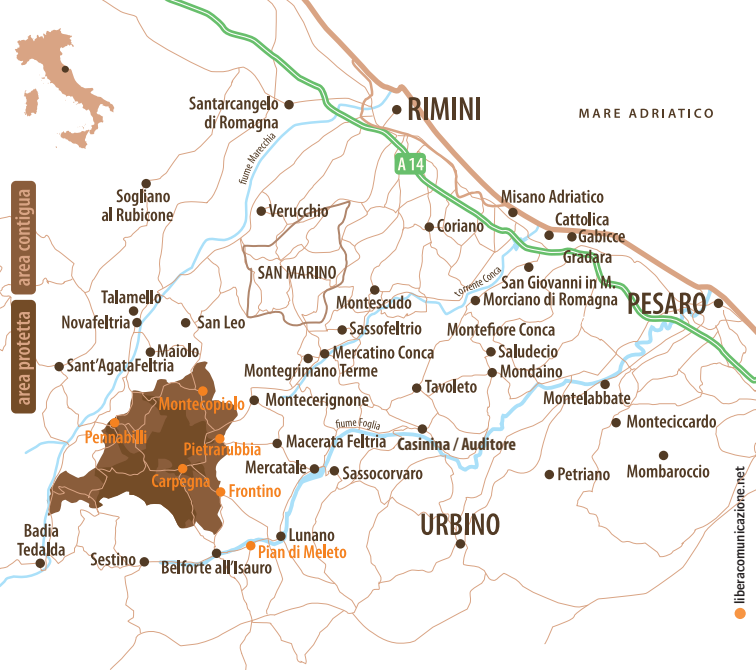 MARE ADRIATICO
RIMINI
Santarcangelo
di Romagna
fiume Marecchia
A 14
area contigua
area protetta
Sogliano
al Rubicone
Verucchio
Coriano
Misano Adriatico
Cattolica
Gabicce
Gradara
SAN MARINO
San Giovanni in M.
Torrente Conca
Morciano di Romagna
PESARO
Talamello
Novafeltria
San Leo
Montescudo
Sassofeltrio
Montefiore Conca
Maiolo
Mercatino Conca
Saludecio
Sant'AgataFeltria
Montegrimano Terme
Mondaino
Tavoleto
Montelabbate
Montecopiolo
Montecerignone
fiume Foglia
Monteciccardo
Pennabilli
Pietrarubbia
Macerata Feltria
Casinina / Auditore
Mercatale
Sassocorvaro
Petriano
Mombaroccio
Carpegna
Frontino
URBINO
Badia
Tedalda
Lunano
Pian di Meleto
Sestino
Belforte all'Isauro
liberacomunicazione.net